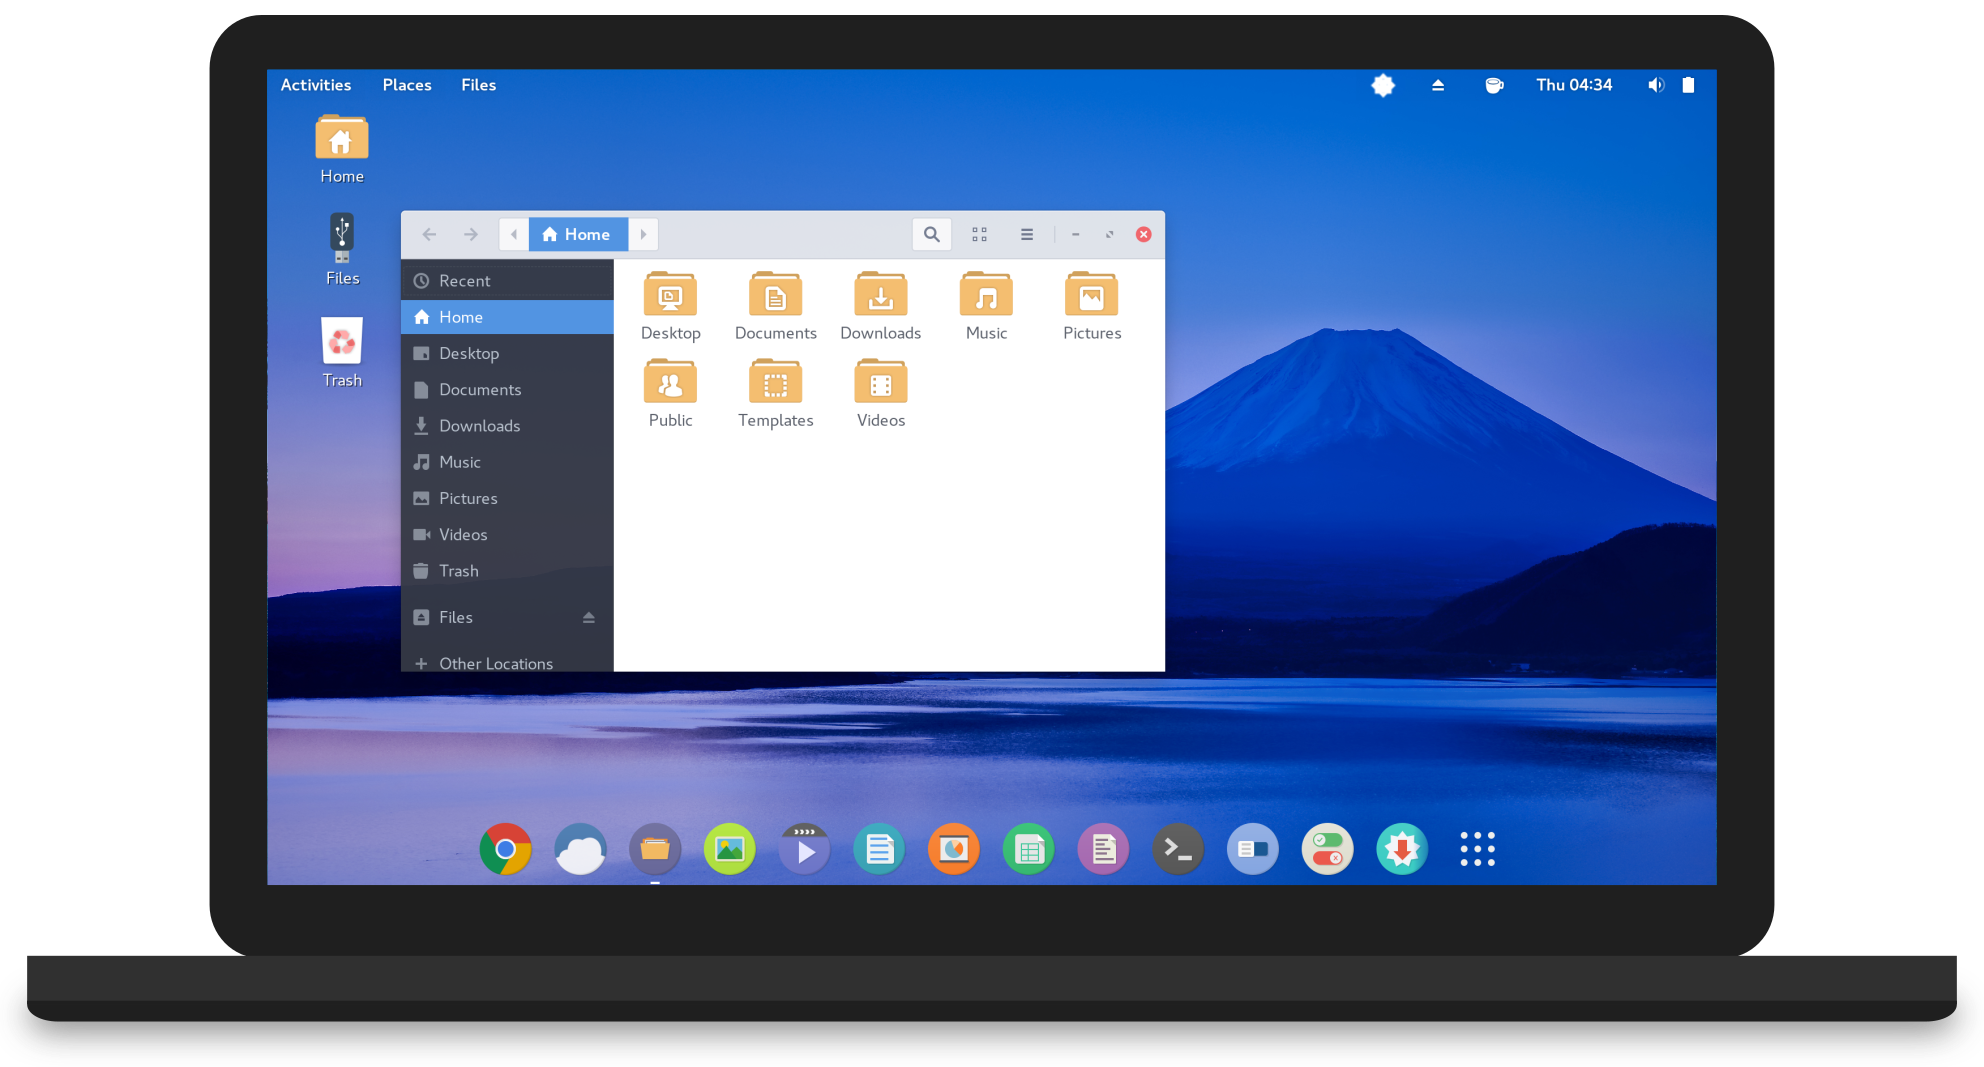 Activities Places Files Thu 04:34
Home
Files
Trash
Home
Recent
Home
Desktop
Documents
Downloads
Music
Pictures
Videos
Trash
Files
Other Locations
Desktop Documents Downloads Music Pictures
Public Templates Videos